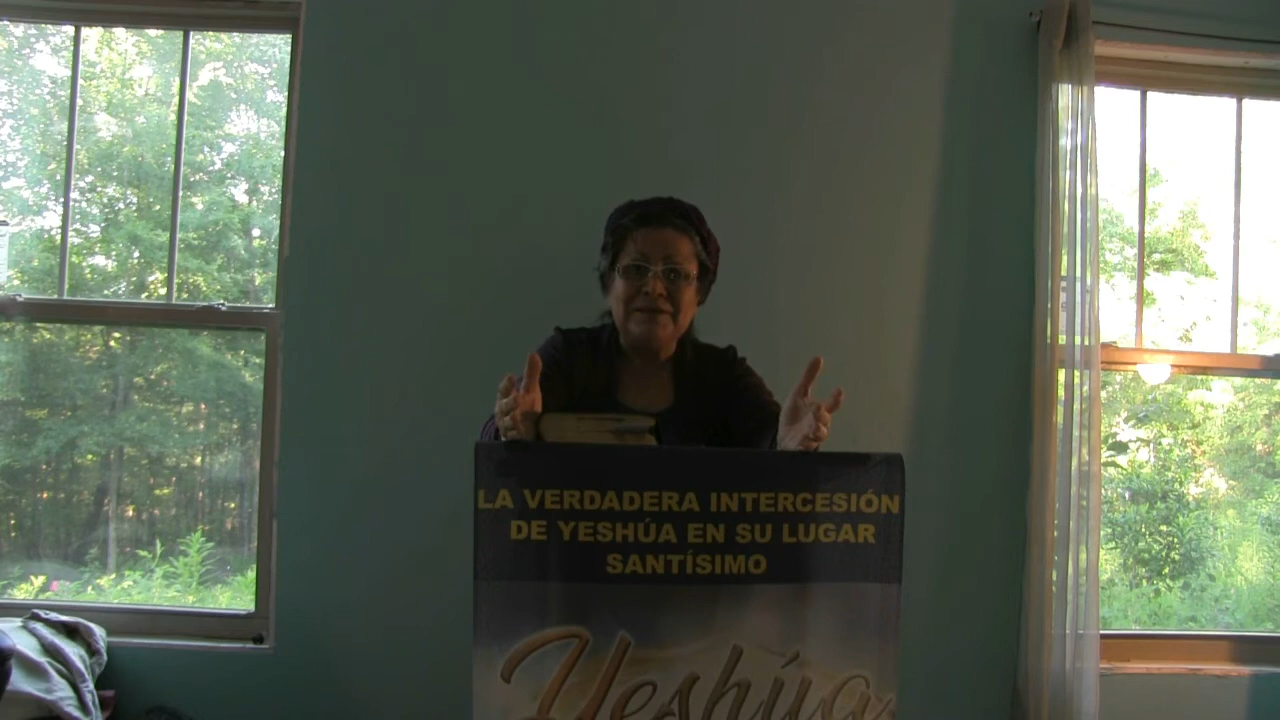 LA VERDADERA INTERCESIÓN
DE YESHÚA EN SU LUGAR
SANTÍSIMO
Yeshúa